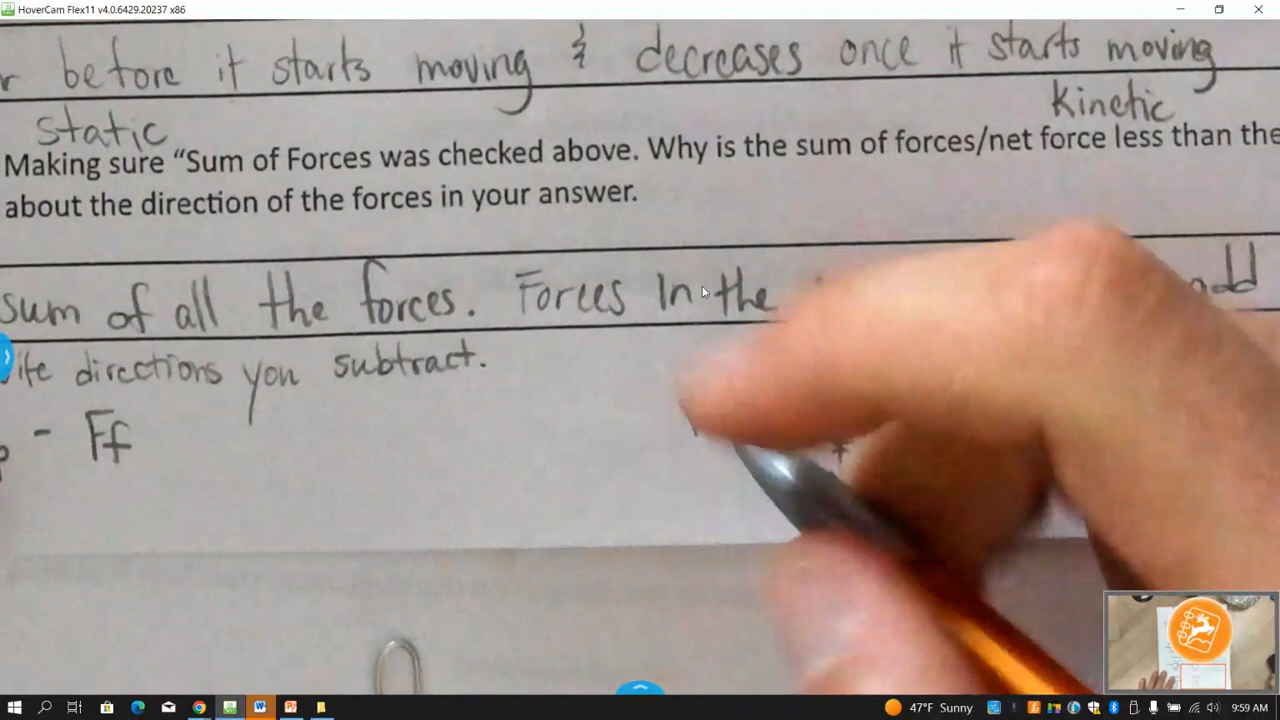 HoverCam Flex11 v4.0.6429.20237 x86
r before it starts moving & decreases once it starts moving
static kinetic
Making sure “Sum of Forces was checked above. Why is the sum of forces/net force less than the
about the direction of the forces in your answer.
sum of all the forces. Forces in the add
ite directions you subtract.
p - Ff
47°F Sunny 9:59 AM